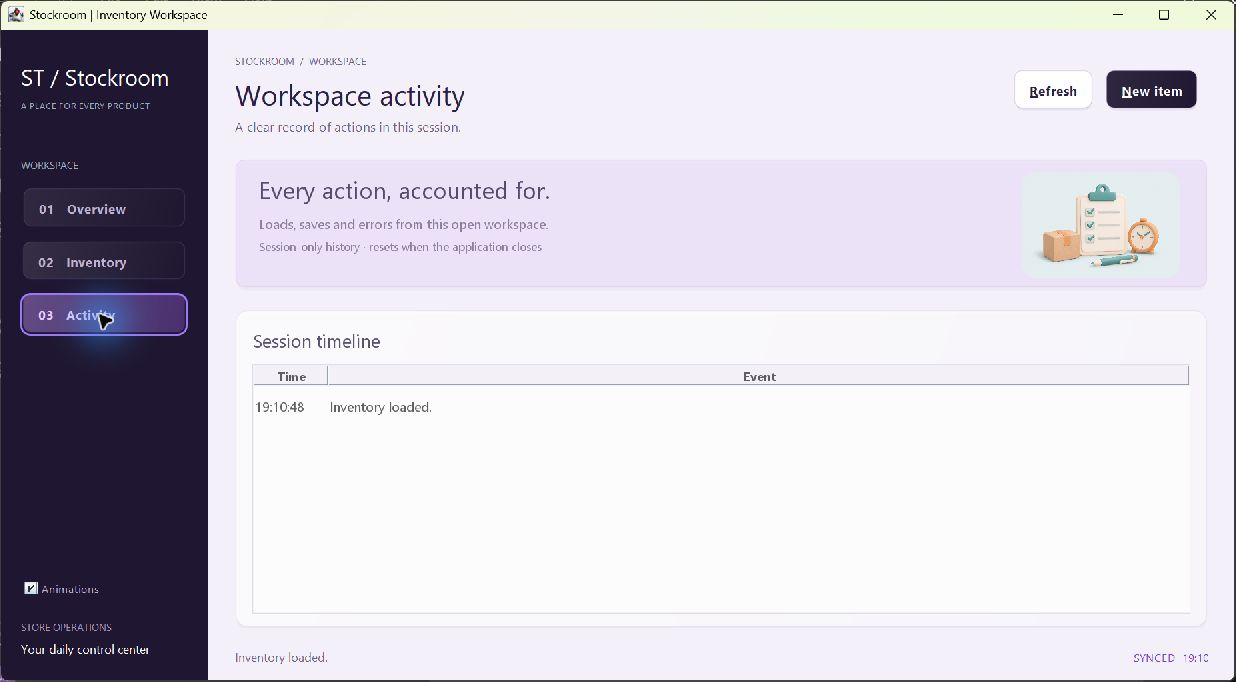 Stockroom | Inventory Workspace
ST / Stockroom
A PLACE FOR EVERY PRODUCT
WORKSPACE
01 Overview
02 Inventory
03 Activity
Animations
STORE OPERATIONS
Your daily control center
STOCKROOM / WORKSPACE
Workspace activity
A clear record of actions in this session.
Refresh
New item
Every action, accounted for.
Loads, saves and errors from this open workspace.
Session-only history · resets when the application closes
Session timeline
Time Event
19:10:48 Inventory loaded.
Inventory loaded.
SYNCED 19:10